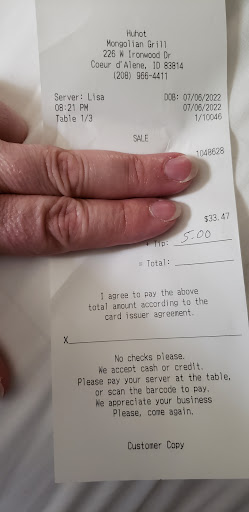 Huhot
Mongolian Grill
226 W Ironwood Dr
Coeur d'Alene, ID 83814
(208) 966-4411
Server: Lisa DOB: 07/06/2022
08:21 PM 07/06/2022
Table 1/3 1/10046
SALE
1048628
$33.47
+ Tip: 5.00
= Total:
I agree to pay the above
total amount according to the
card issuer agreement.
X
No checks please.
We accept cash or credit.
Please pay your server at the table,
or scan the barcode to pay.
We appreciate your business
Please, come again.
Customer Copy